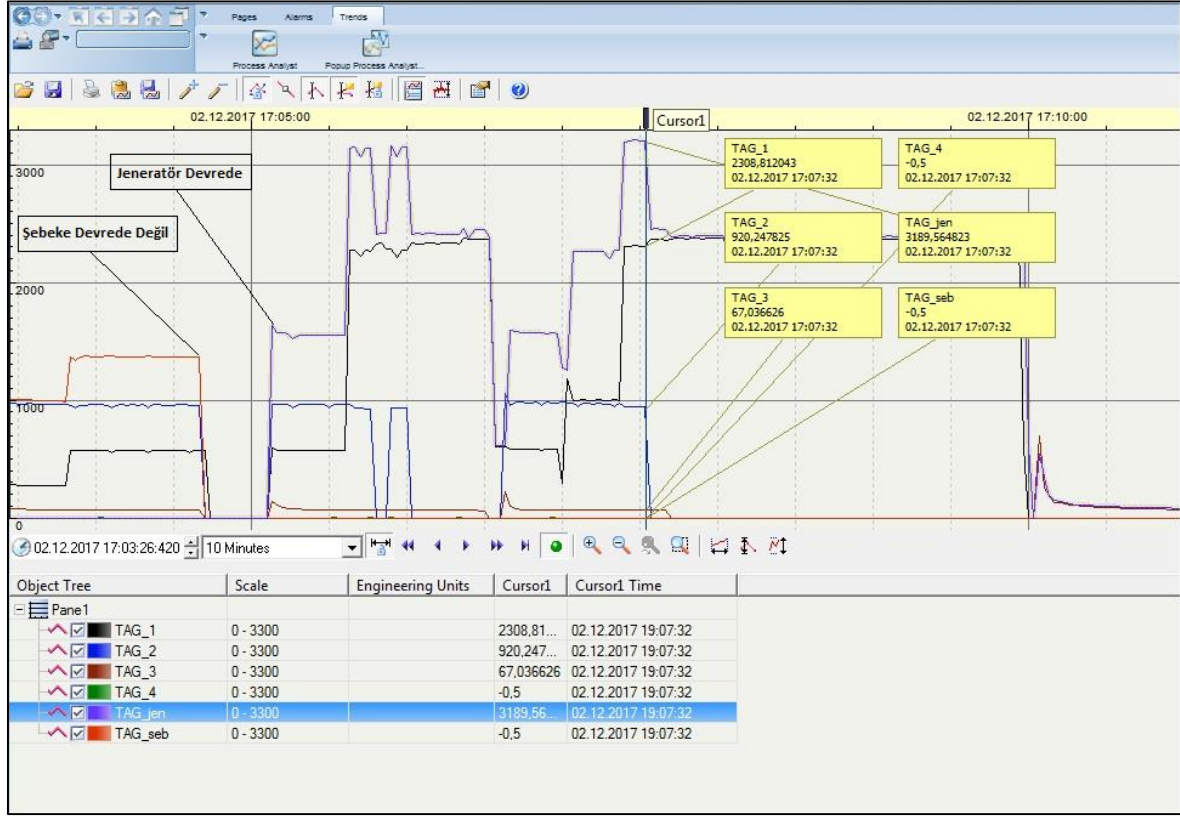 Pages Alarms Trends
Process Analyst Popup Process Analyst...
02.12.2017 17:05:00
Cursor1
02.12.2017 17:10:00
3000
2000
1000
0
Jeneratör Devrede
Şebeke Devrede Değil
TAG_1
2308,812043
02.12.2017 17:07:32
TAG_4
-0,5
02.12.2017 17:07:32
TAG_2
920,247825
02.12.2017 17:07:32
TAG_jen
3189,564823
02.12.2017 17:07:32
TAG_3
67,036626
02.12.2017 17:07:32
TAG_seb
-0,5
02.12.2017 17:07:32
02.12.2017 17:03:26:420 10 Minutes
Object Tree Scale Engineering Units Cursor1 Cursor1 Time
Pane1
TAG_1 0 - 3300 2308,81... 02.12.2017 19:07:32
TAG_2 0 - 3300 920,247... 02.12.2017 19:07:32
TAG_3 0 - 3300 67,036626 02.12.2017 19:07:32
TAG_4 0 - 3300 -0,5 02.12.2017 19:07:32
TAG_jen 0 - 3300 3189,56... 02.12.2017 19:07:32
TAG_seb 0 - 3300 -0,5 02.12.2017 19:07:32